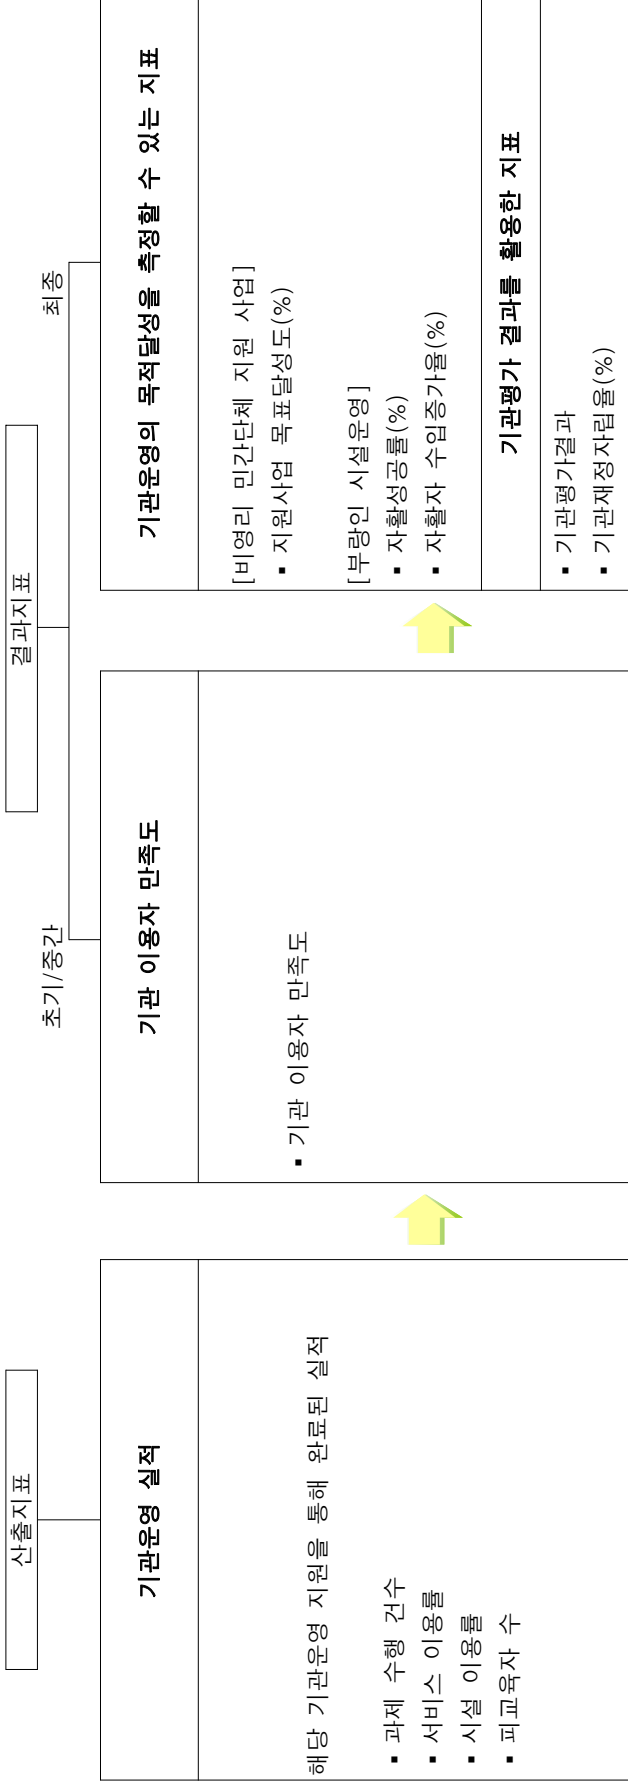 산출지표
기관운영 실적
해당 기관운영 지원을 통해 완료된 실적
▪ 과제 수행 건수
▪ 서비스 이용률
▪ 시설 이용률
▪ 피교육자 수
결과지표
초기/중간
기관 이용자 만족도
▪ 기관 이용자 만족도
최종
기관운영의 목적달성을 측정할 수 있는 지표
[비영리 민간단체 지원 사업]
▪ 지원사업 목표달성도(%)
[부랑인 시설운영]
▪ 자활성공률(%)
▪ 자활자 수입증가율(%)
기관평가 결과를 활용한 지표
▪ 기관평가결과
▪ 기관재정자립율(%)